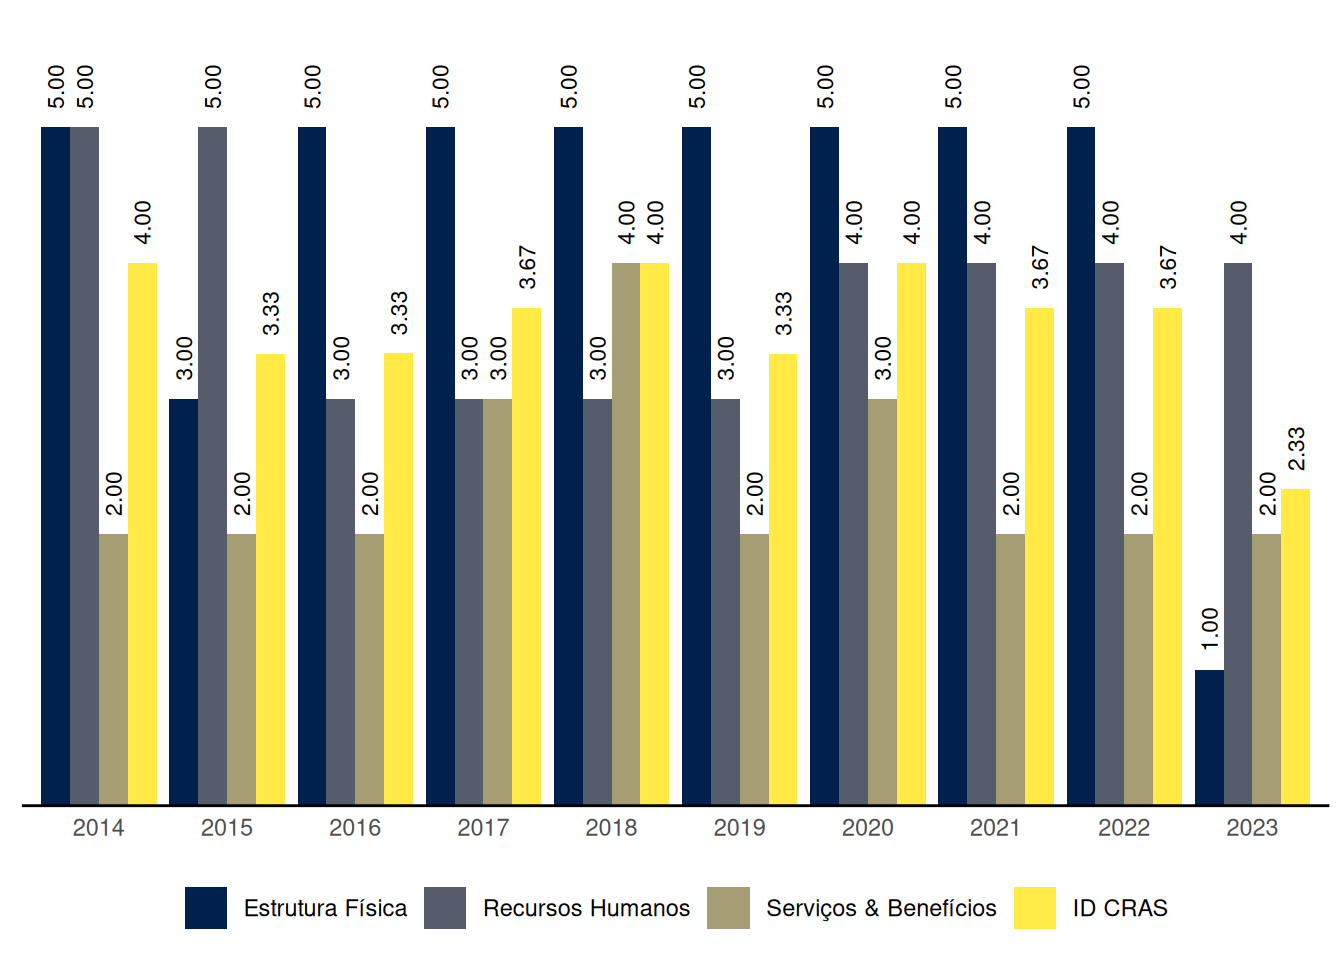 5.00 5.00 5.00 5.00 5.00 5.00 5.00 5.00 5.00 5.00
4.00 4.00 4.00 4.00 4.00 4.00 4.00 4.00
3.67 3.67 3.67
3.33 3.33 3.33
3.00 3.00 3.00 3.00 3.00 3.00 3.00
2.00 2.00 2.00 2.00 2.00 2.00 2.00
2.33
1.00
2014 2015 2016 2017 2018 2019 2020 2021 2022 2023
Estrutura Física Recursos Humanos Serviços & Benefícios ID CRAS